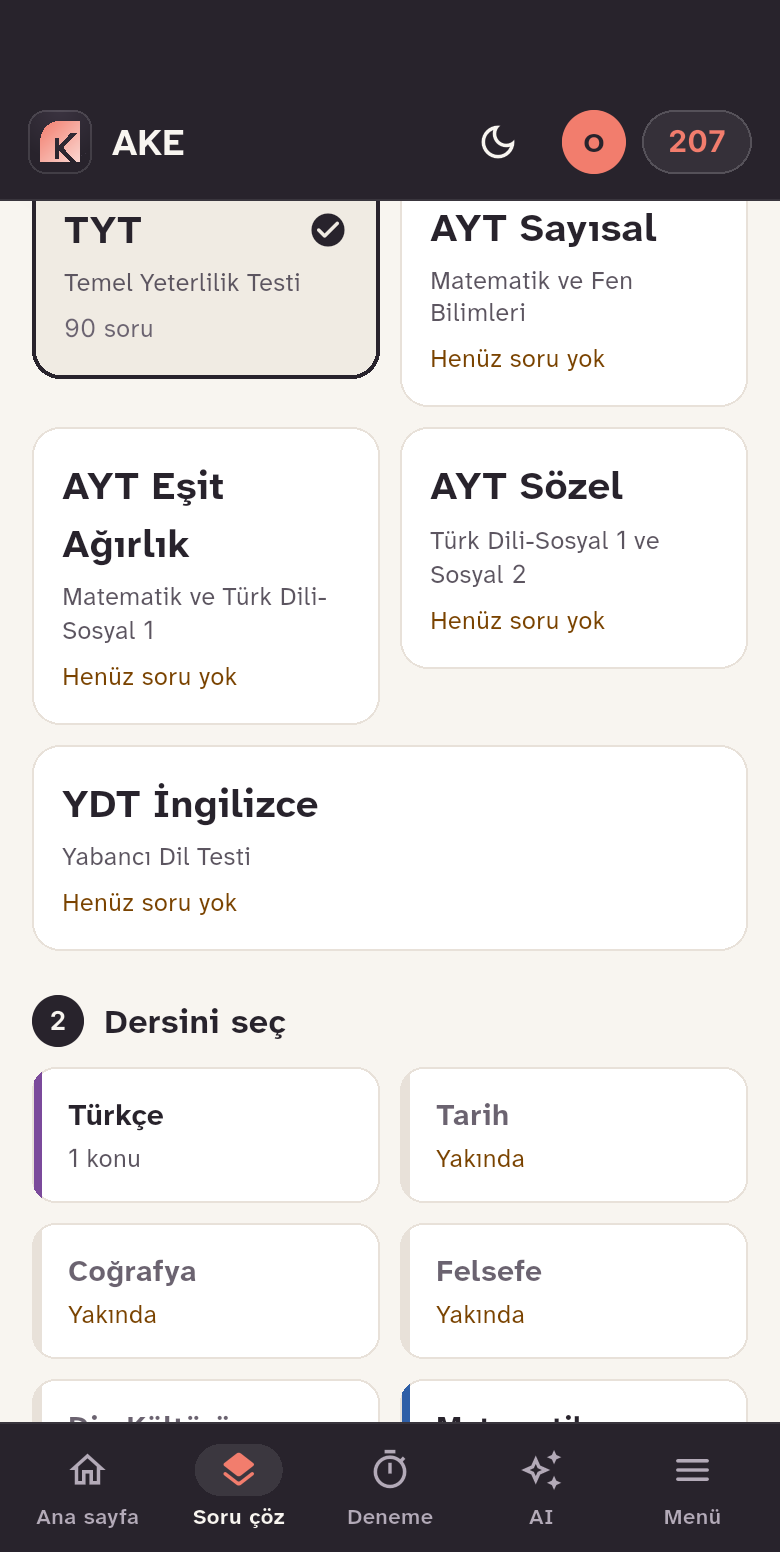 AKE
O
207
TYT
Temel Yeterlilik Testi
90 soru
AYT Sayısal
Matematik ve Fen
Bilimleri
Henüz soru yok
AYT Eşit
Ağırlık
Matematik ve Türk Dili-
Sosyal 1
Henüz soru yok
AYT Sözel
Türk Dili-Sosyal 1 ve
Sosyal 2
Henüz soru yok
YDT İngilizce
Yabancı Dil Testi
Henüz soru yok
2 Dersini seç
Türkçe
1 konu
Tarih
Yakında
Coğrafya
Yakında
Felsefe
Yakında
Din Kültürü
Matematik
Ana sayfa
Soru çöz
Deneme
AI
Menü